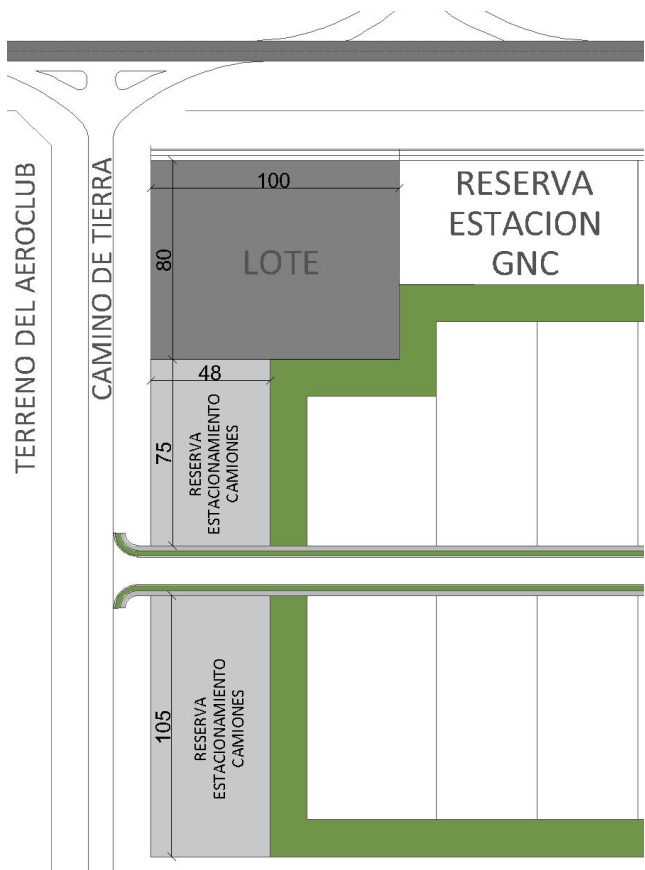 TERRENO DEL AEROCLUB
CAMINO DE TIERRA
100
80
LOTE
RESERVA
ESTACION
GNC
48
75
RESERVA
ESTACIONAMIENTO
CAMIONES
105
RESERVA
ESTACIONAMIENTO
CAMIONES